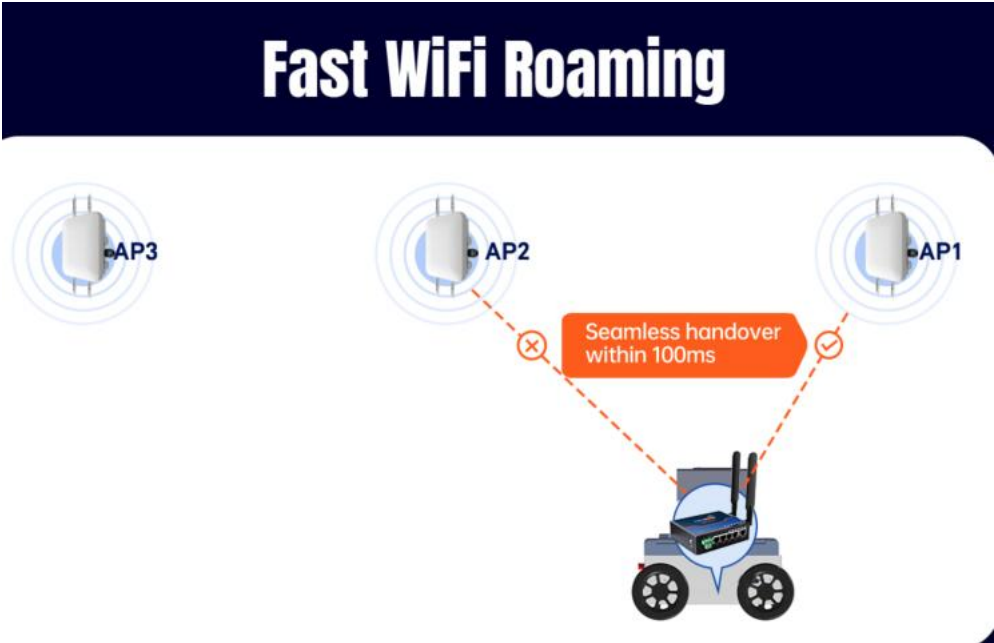 Fast WiFi Roaming
AP3
AP2
AP1
Seamless handover
within 100ms